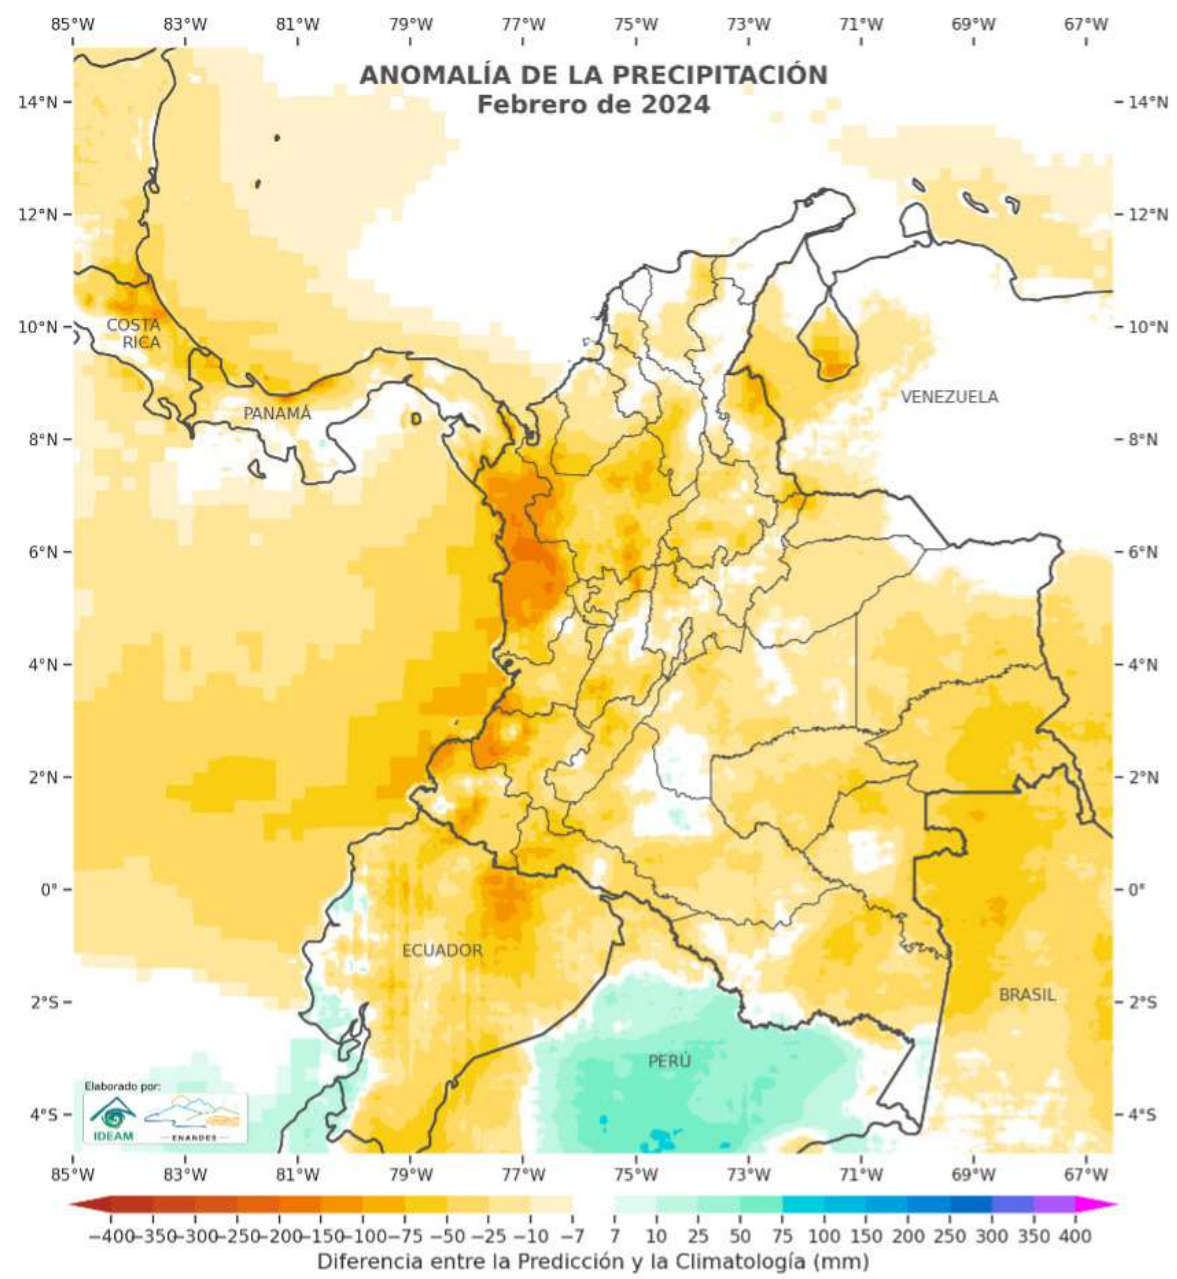 85°W 83°W 81°W 79°W 77°W 75°W 73°W 71°W 69°W 67°W
ANOMALÍA DE LA PRECIPITACIÓN
Febrero de 2024
14°N 14°N
12°N 12°N
10°N 10°N
COSTA
RICA
VENEZUELA
PANAMÁ
8°N 8°N
6°N 6°N
4°N 4°N
2°N 2°N
0° 0°
ECUADOR
BRASIL
2°S 2°S
PERÚ
Elaborado por:
4°S 4°S
IDEAM ENANDES
85°W 83°W 81°W 79°W 77°W 75°W 73°W 71°W 69°W 67°W
−400 −350 −300 −250 −200 −150 −100 −75 −50 −25 −10 −7 7 10 25 50 75 100 150 200 250 300 350 400
Diferencia entre la Predicción y la Climatología (mm)